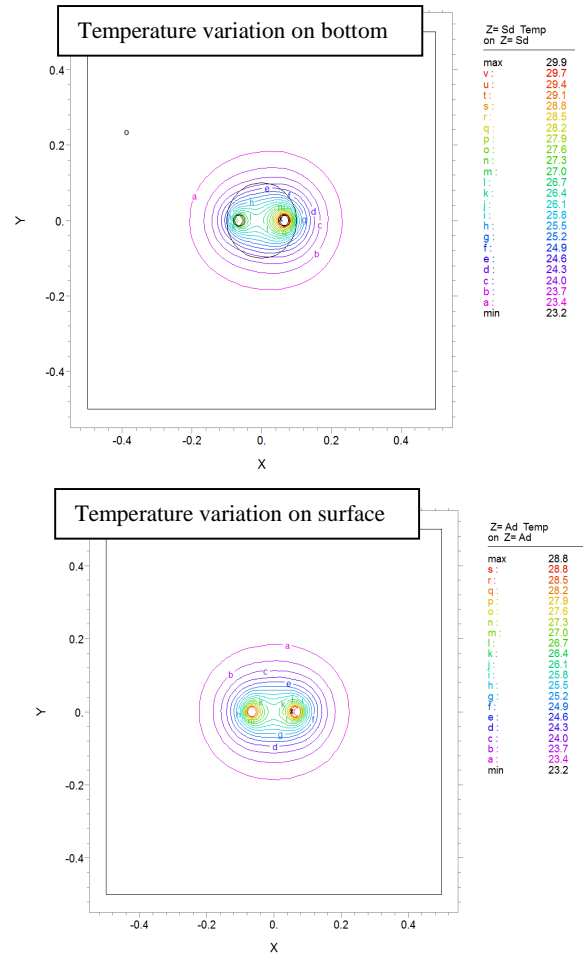 Temperature variation on bottom
Z= Sd Temp
on Z= Sd
max 29.9
v : 29.7
u : 29.4
t : 29.1
s : 28.8
r : 28.5
q : 28.2
p : 27.9
o : 27.6
n : 27.3
m : 27.0
l : 26.7
k : 26.4
j : 26.1
i : 25.8
h : 25.5
g : 25.2
f : 24.9
e : 24.6
d : 24.3
c : 24.0
b : 23.7
a : 23.4
min 23.2
0.4
0.2
0.
-0.2
-0.4
Y
o
a
e
f
h
d
g
c
b
-0.4 -0.2 0. 0.2 0.4
X
Temperature variation on surface
Z= Ad Temp
on Z= Ad
max 28.8
s : 28.8
r : 28.5
q : 28.2
p : 27.9
o : 27.6
n : 27.3
m : 27.0
l : 26.7
k : 26.4
j : 26.1
i : 25.8
h : 25.5
g : 25.2
f : 24.9
e : 24.6
d : 24.3
c : 24.0
b : 23.7
a : 23.4
min 23.2
0.4
0.2
0.
-0.2
-0.4
Y
a
b
c
e
k
k
h
f
g
d
-0.4 -0.2 0. 0.2 0.4
X